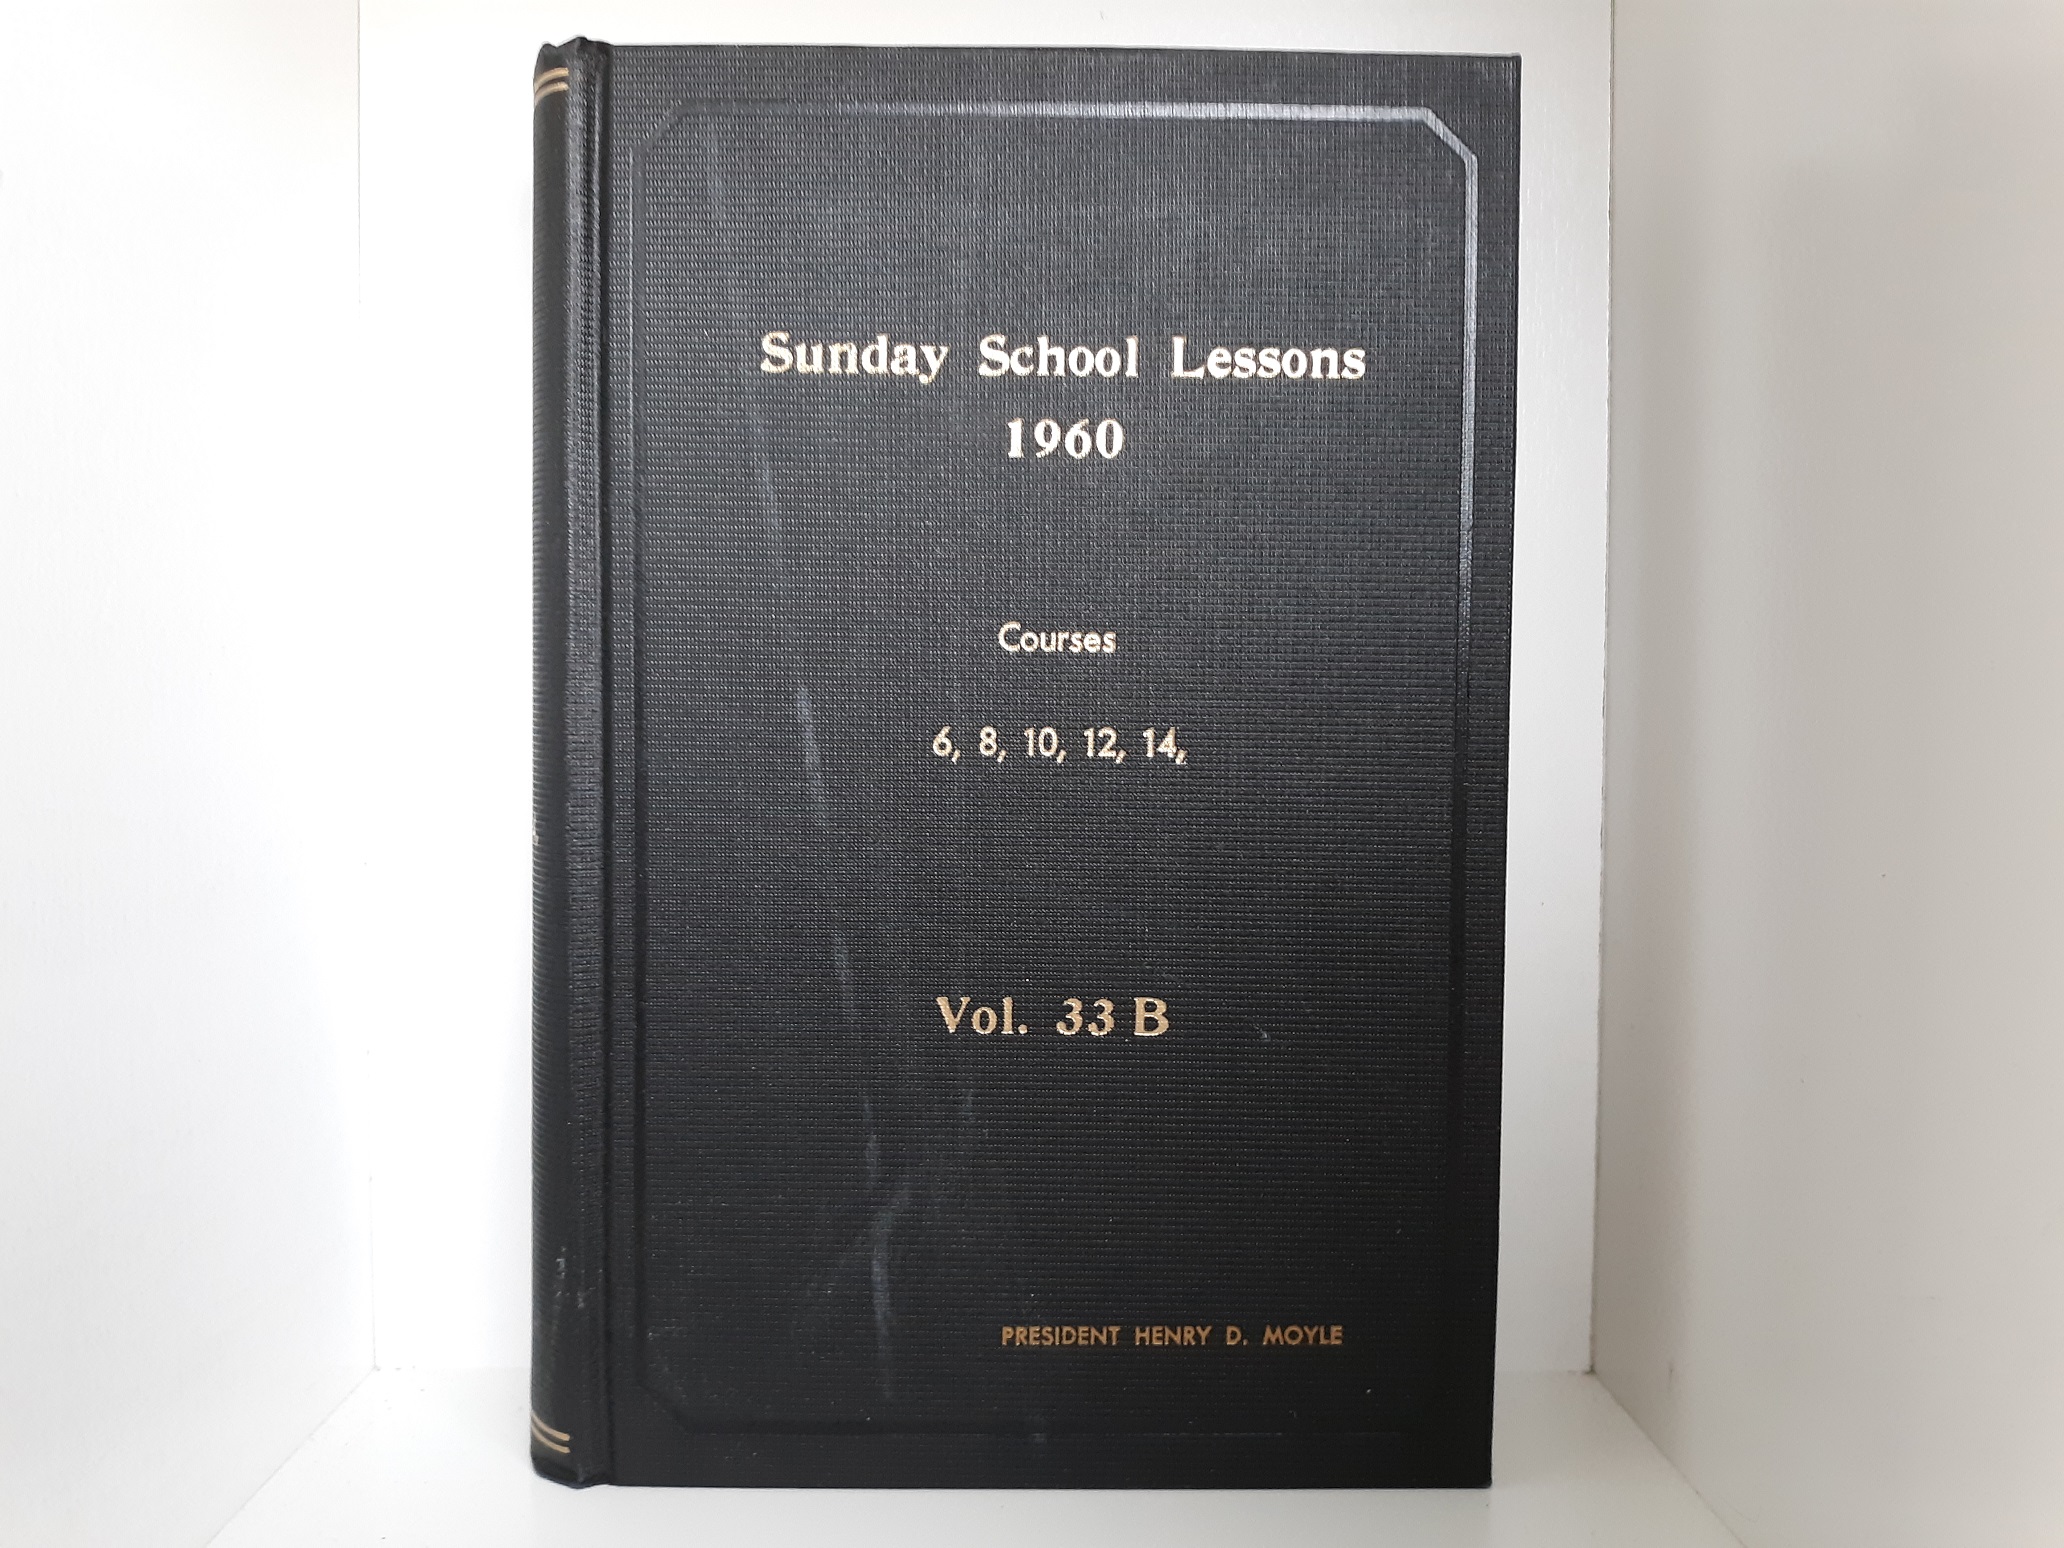 Sunday School Lessons
1960
Courses
6, 8, 10, 12, 14,
Vol. 33 B
PRESIDENT HENRY D. MOYLE